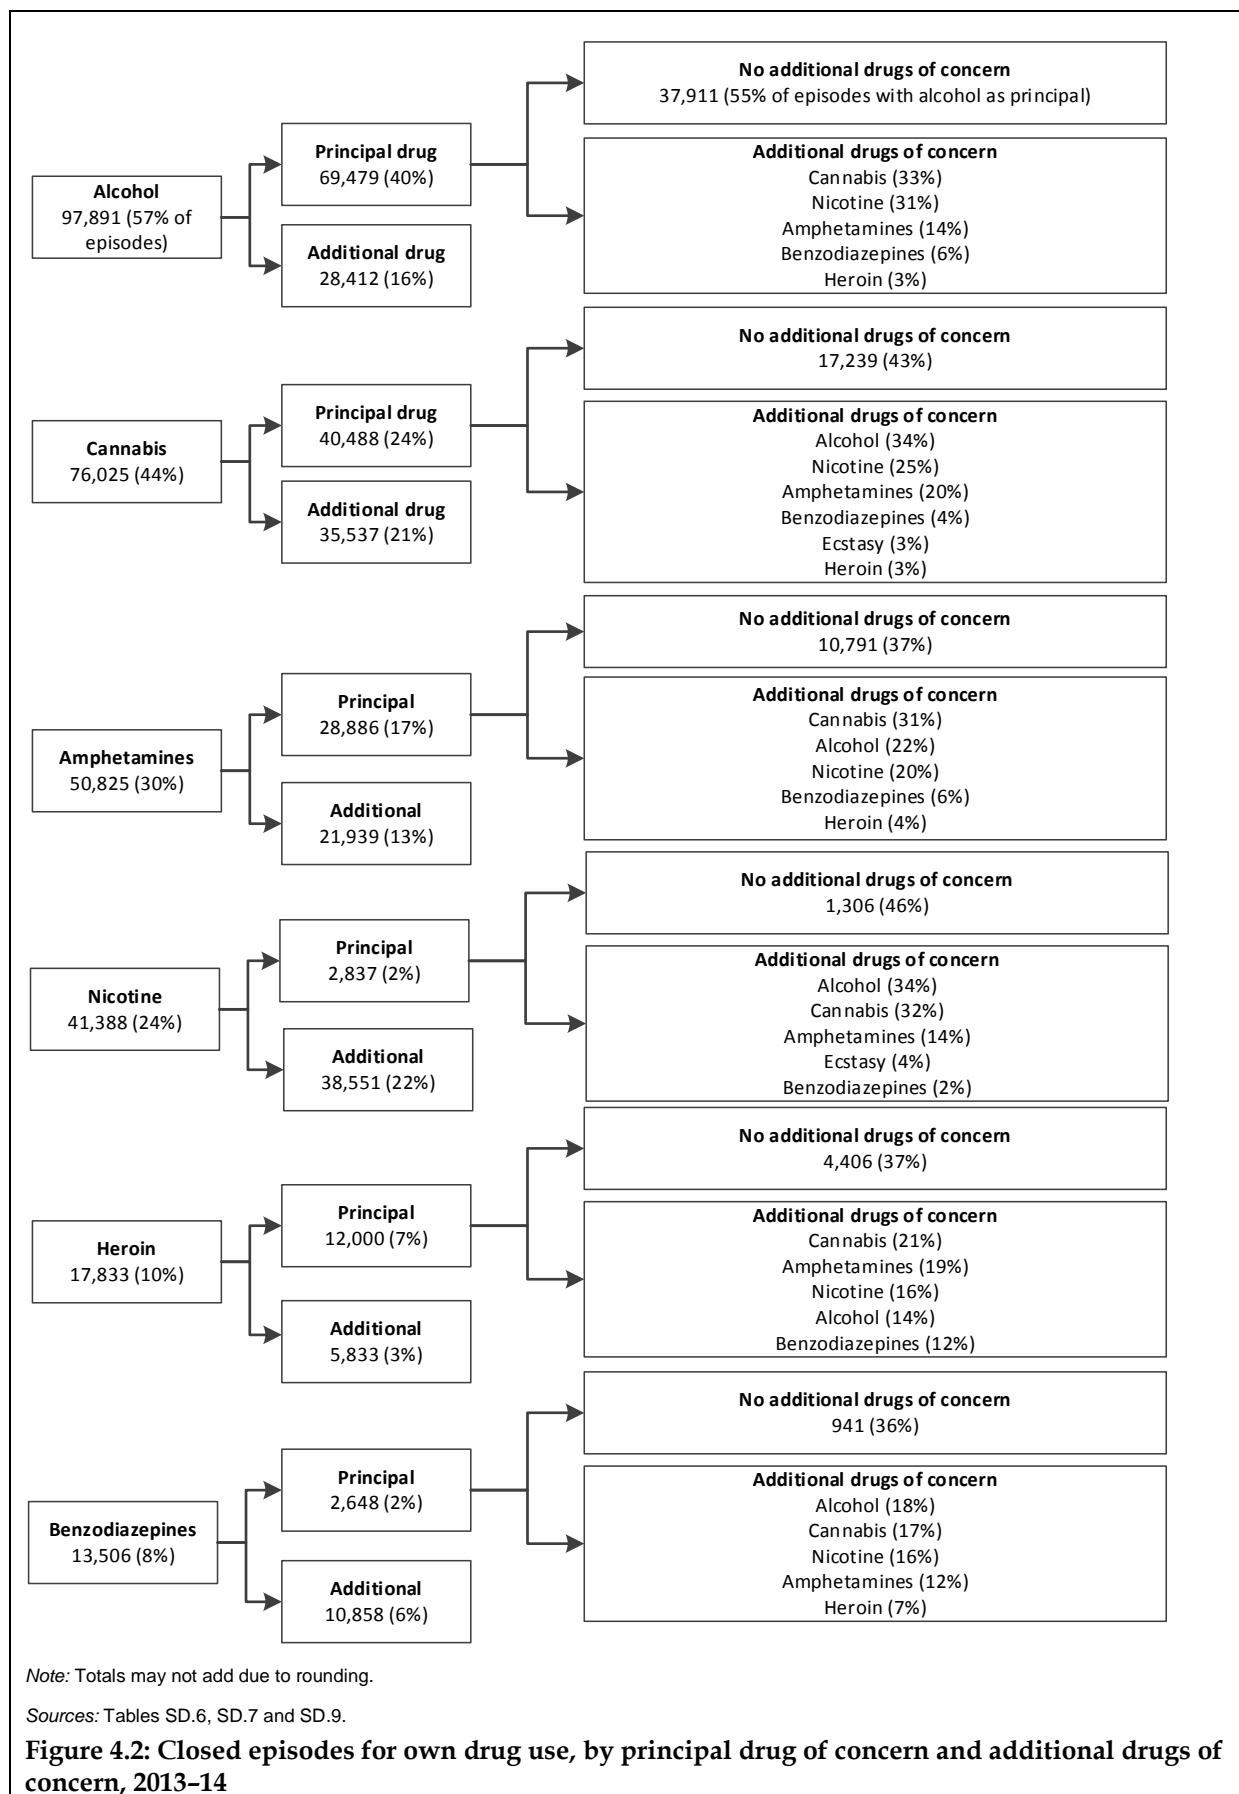 Alcohol
97,891 (57% of
episodes)
Principal drug
69,479 (40%)
Additional drug
28,412 (16%)
No additional drugs of concern
37,911 (55% of episodes with alcohol as principal)
Additional drugs of concern
Cannabis (33%)
Nicotine (31%)
Amphetamines (14%)
Benzodiazepines (6%)
Heroin (3%)
Cannabis
76,025 (44%)
Principal drug
40,488 (24%)
Additional drug
35,537 (21%)
No additional drugs of concern
17,239 (43%)
Additional drugs of concern
Alcohol (34%)
Nicotine (25%)
Amphetamines (20%)
Benzodiazepines (4%)
Ecstasy (3%)
Heroin (3%)
Amphetamines
50,825 (30%)
Principal
28,886 (17%)
Additional
21,939 (13%)
No additional drugs of concern
10,791 (37%)
Additional drugs of concern
Cannabis (31%)
Alcohol (22%)
Nicotine (20%)
Benzodiazepines (6%)
Heroin (4%)
Nicotine
41,388 (24%)
Principal
2,837 (2%)
Additional
38,551 (22%)
No additional drugs of concern
1,306 (46%)
Additional drugs of concern
Alcohol (34%)
Cannabis (32%)
Amphetamines (14%)
Ecstasy (4%)
Benzodiazepines (2%)
Heroin
17,833 (10%)
Principal
12,000 (7%)
Additional
5,833 (3%)
No additional drugs of concern
4,406 (37%)
Additional drugs of concern
Cannabis (21%)
Amphetamines (19%)
Nicotine (16%)
Alcohol (14%)
Benzodiazepines (12%)
Benzodiazepines
13,506 (8%)
Principal
2,648 (2%)
Additional
10,858 (6%)
No additional drugs of concern
941 (36%)
Additional drugs of concern
Alcohol (18%)
Cannabis (17%)
Nicotine (16%)
Amphetamines (12%)
Heroin (7%)
Note: Totals may not add due to rounding.
Sources: Tables SD.6, SD.7 and SD.9.
Figure 4.2: Closed episodes for own drug use, by principal drug of concern and additional drugs of
concern, 2013–14